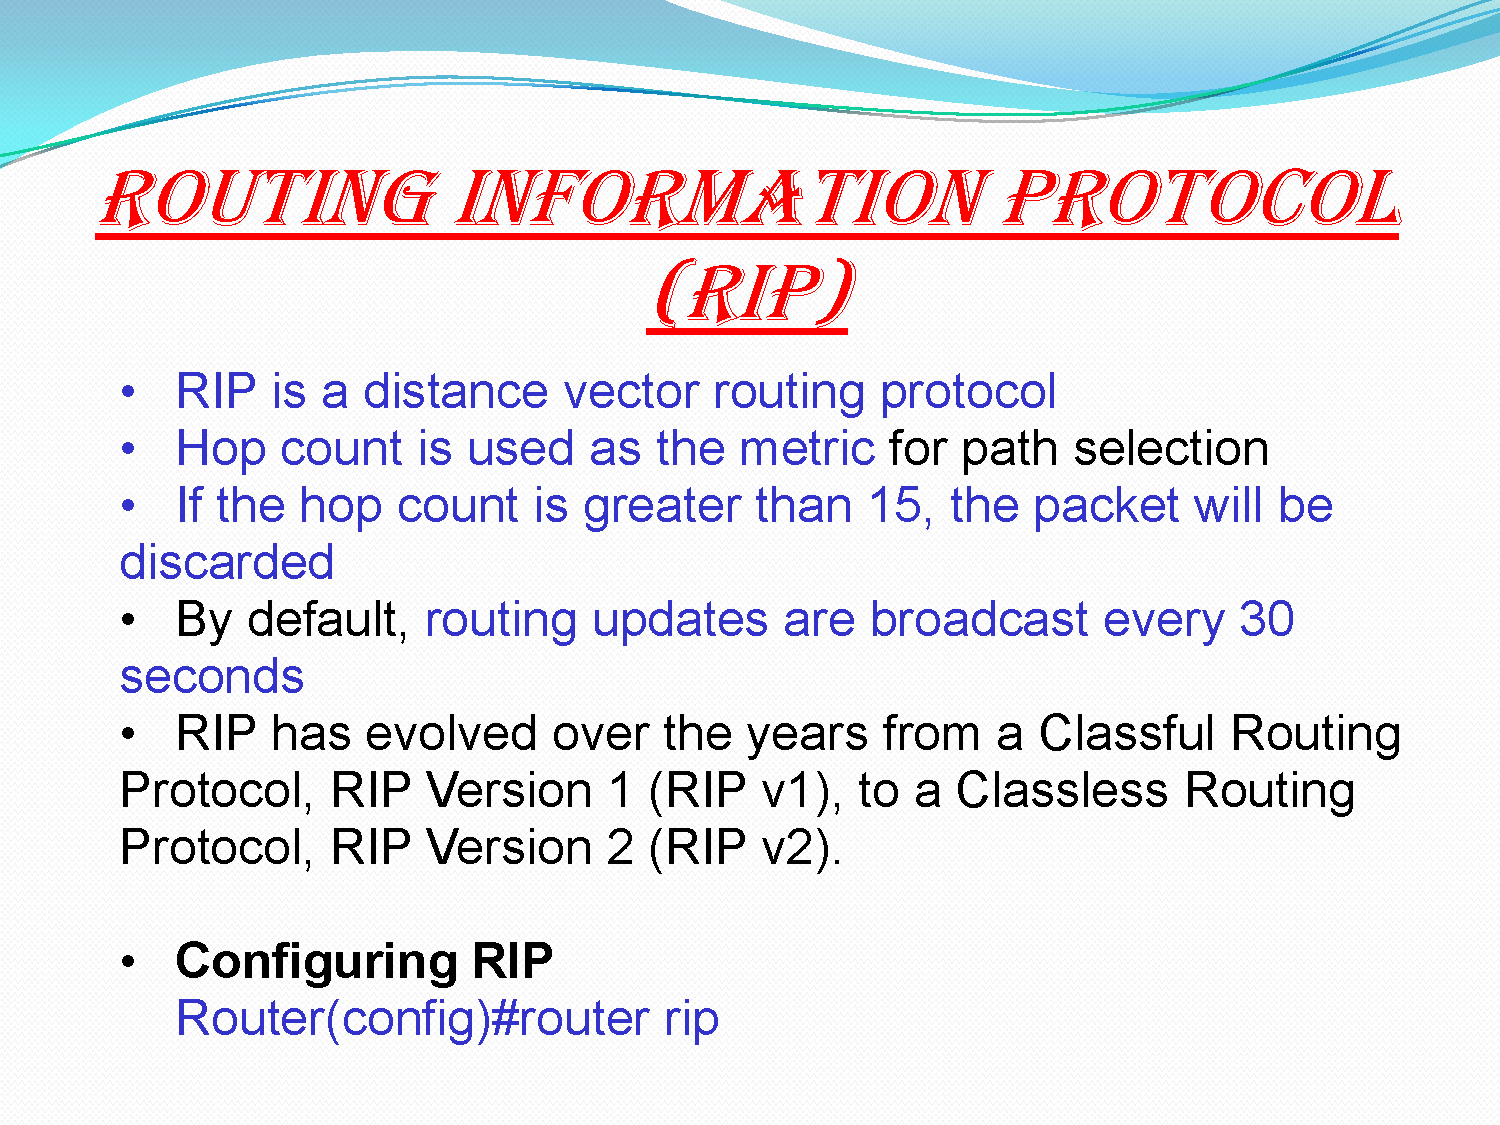 ROUTING INFORMATION PROTOCOL
(RIP)
• RIP is a distance vector routing protocol
• Hop count is used as the metric for path selection
• If the hop count is greater than 15, the packet will be
discarded
• By default, routing updates are broadcast every 30
seconds
• RIP has evolved over the years from a Classful Routing
Protocol, RIP Version 1 (RIP v1), to a Classless Routing
Protocol, RIP Version 2 (RIP v2).
• Configuring RIP
Router(config)#router rip